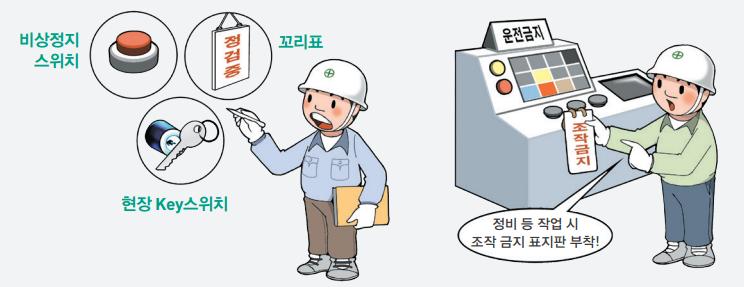 비상정지
스위치
점검중
꼬리표
현장 Key스위치
운전금지
조작금지
정비 등 작업 시
조작 금지 표지판 부착!